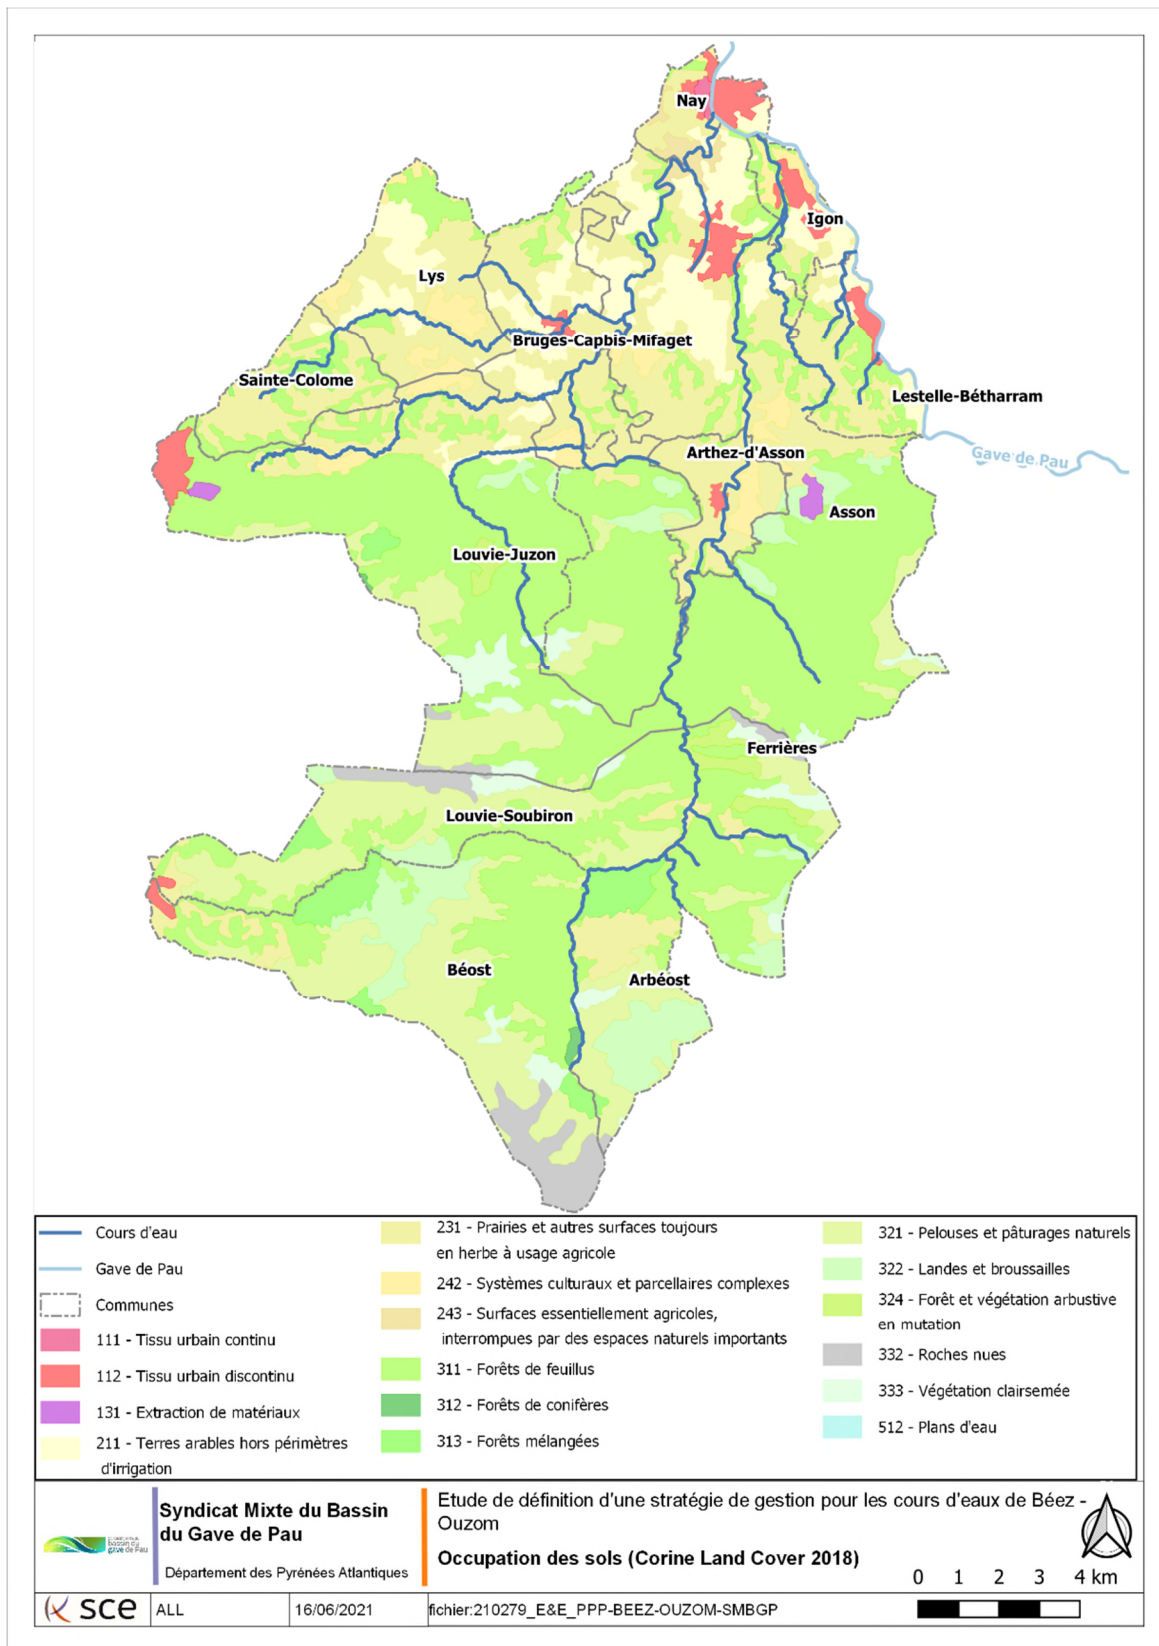 Nay
Igon
Lys
Bruges-Capbis-Mifaget
Sainte-Colome
Lestelle-Bétharram
Arthez-d'Asson
Gave de Pau
Asson
Louvie-Juzon
Ferrières
Louvie-Soubiron
Béost
Arbéost
Cours d'eau
Gave de Pau
Communes
111 - Tissu urbain continu
112 - Tissu urbain discontinu
131 - Extraction de matériaux
211 - Terres arables hors périmètres
d'irrigation
231 - Prairies et autres surfaces toujours
en herbe à usage agricole
242 - Systèmes culturaux et parcellaires complexes
243 - Surfaces essentiellement agricoles,
interrompues par des espaces naturels importants
311 - Forêts de feuillus
312 - Forêts de conifères
313 - Forêts mélangées
321 - Pelouses et pâturages naturels
322 - Landes et broussailles
324 - Forêt et végétation arbustive
en mutation
332 - Roches nues
333 - Végétation clairsemée
512 - Plans d'eau
bassin du
gave de Pau
Syndicat Mixte du Bassin
du Gave de Pau
Département des Pyrénées Atlantiques
Etude de définition d'une stratégie de gestion pour les cours d'eaux de Béez -
Ouzom
Occupation des sols (Corine Land Cover 2018)
0 1 2 3 4 km
sce
ALL
16/06/2021
fichier:210279_E&E_PPP-BEEZ-OUZOM-SMBGP